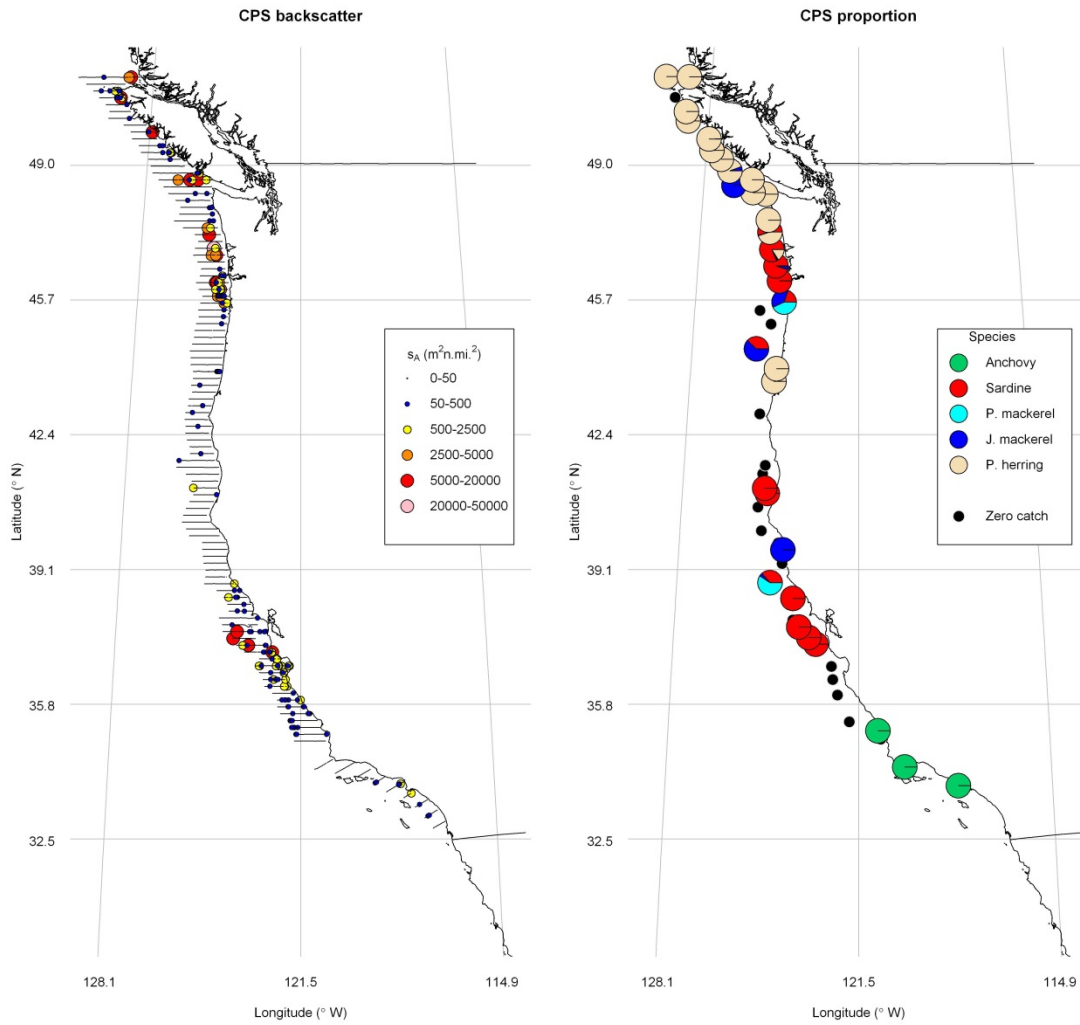 CPS backscatter
49.0
45.7
42.4
39.1
35.8
32.5
Latitude (° N)
128.1
121.5
114.9
Longitude (° W)
sA (m²n.mi.²)
0-50
50-500
500-2500
2500-5000
5000-20000
20000-50000
CPS proportion
49.0
45.7
42.4
39.1
35.8
32.5
Latitude (° N)
128.1
121.5
114.9
Longitude (° W)
Species
Anchovy
Sardine
P. mackerel
J. mackerel
P. herring
Zero catch